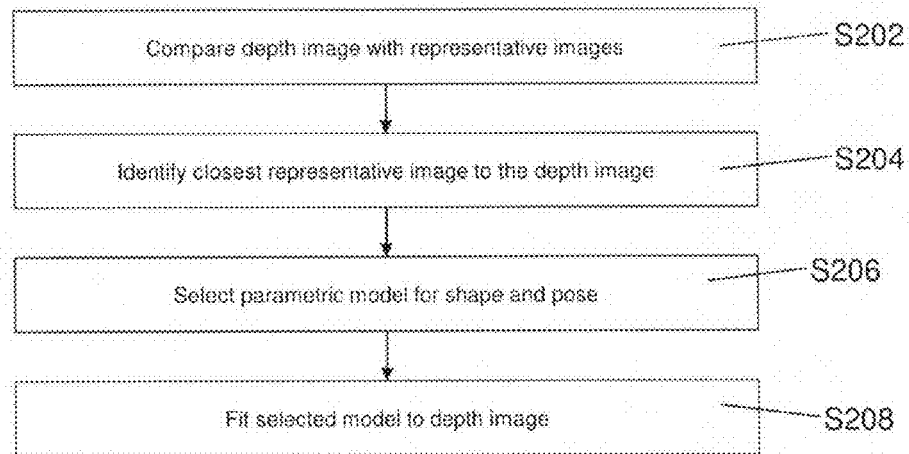 Compare depth image with representative images
S202
Identify closest representative image to the depth image
S204
Select parametric model for shape and pose
S206
Fit selected model to depth image
S208